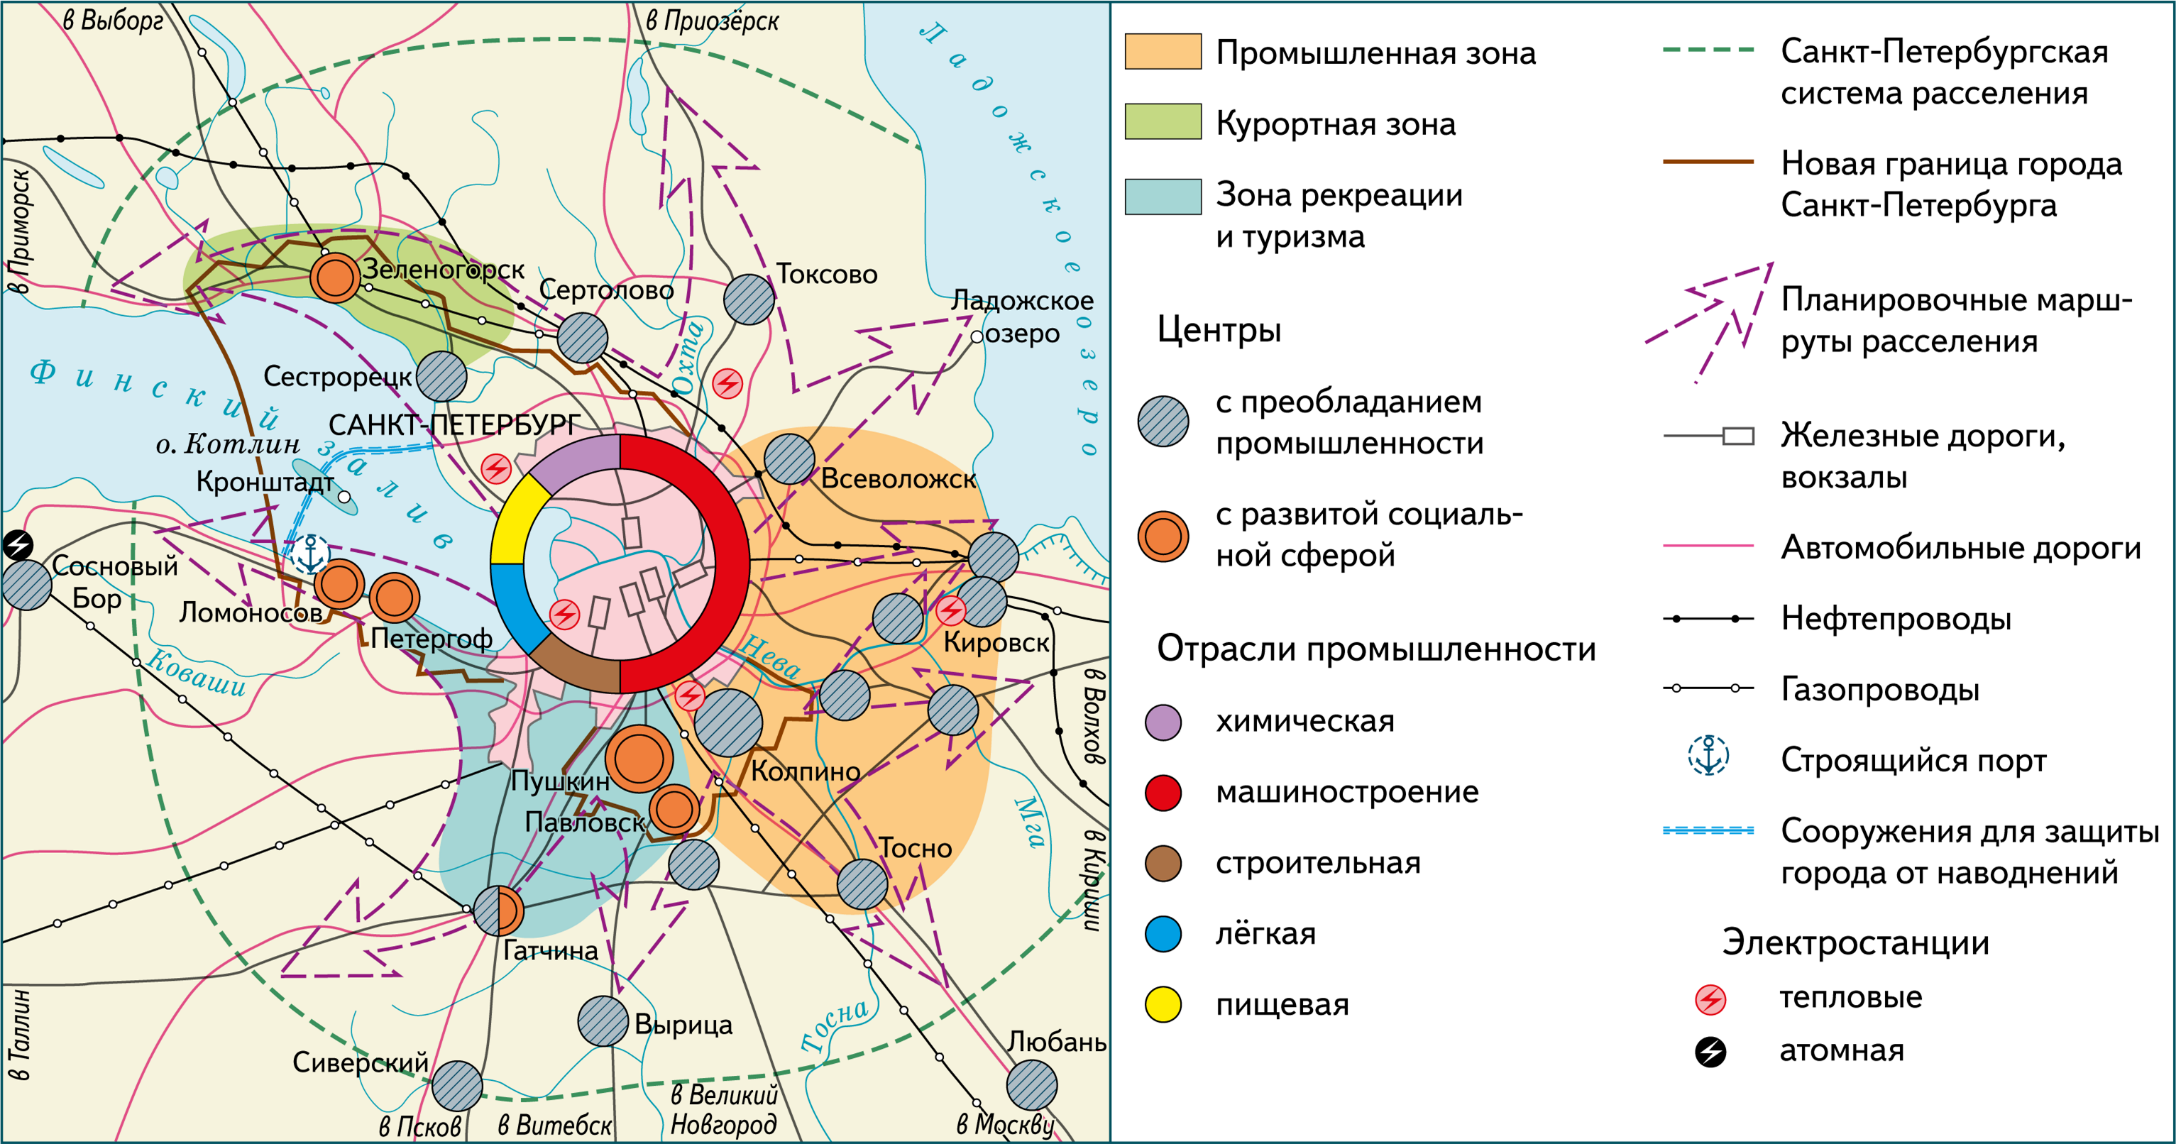 в Выборг
в Приозёрск
Ладожское озеро
в Приморск
Зеленогорск
Сертолово
Токсово
Ладожское
озеро
Охта
Финский залив
Сестрорецк
САНКТ-ПЕТЕРБУРГ
о. Котлин
Кронштадт
Всеволожск
Сосновый
Бор
Ломоносов
Петергоф
Коваши
Нева
Кировск
в Волхов
Пушкин
Колпино
Павловск
Мга
Тосно
в Кириши
Гатчина
в Таллин
Вырица
Тосна
Сиверский
Любань
в Псков
в Витебск
в Великий
Новгород
в Москву
Промышленная зона
Курортная зона
Зона рекреации
и туризма
Центры
с преобладанием
промышленности
с развитой социаль-
ной сферой
Отрасли промышленности
химическая
машиностроение
строительная
лёгкая
пищевая
Санкт-Петербургская
система расселения
Новая граница города
Санкт-Петербурга
Планировочные марш-
руты расселения
Железные дороги,
вокзалы
Автомобильные дороги
Нефтепроводы
Газопроводы
Строящийся порт
Сооружения для защиты
города от наводнений
Электростанции
тепловые
атомная